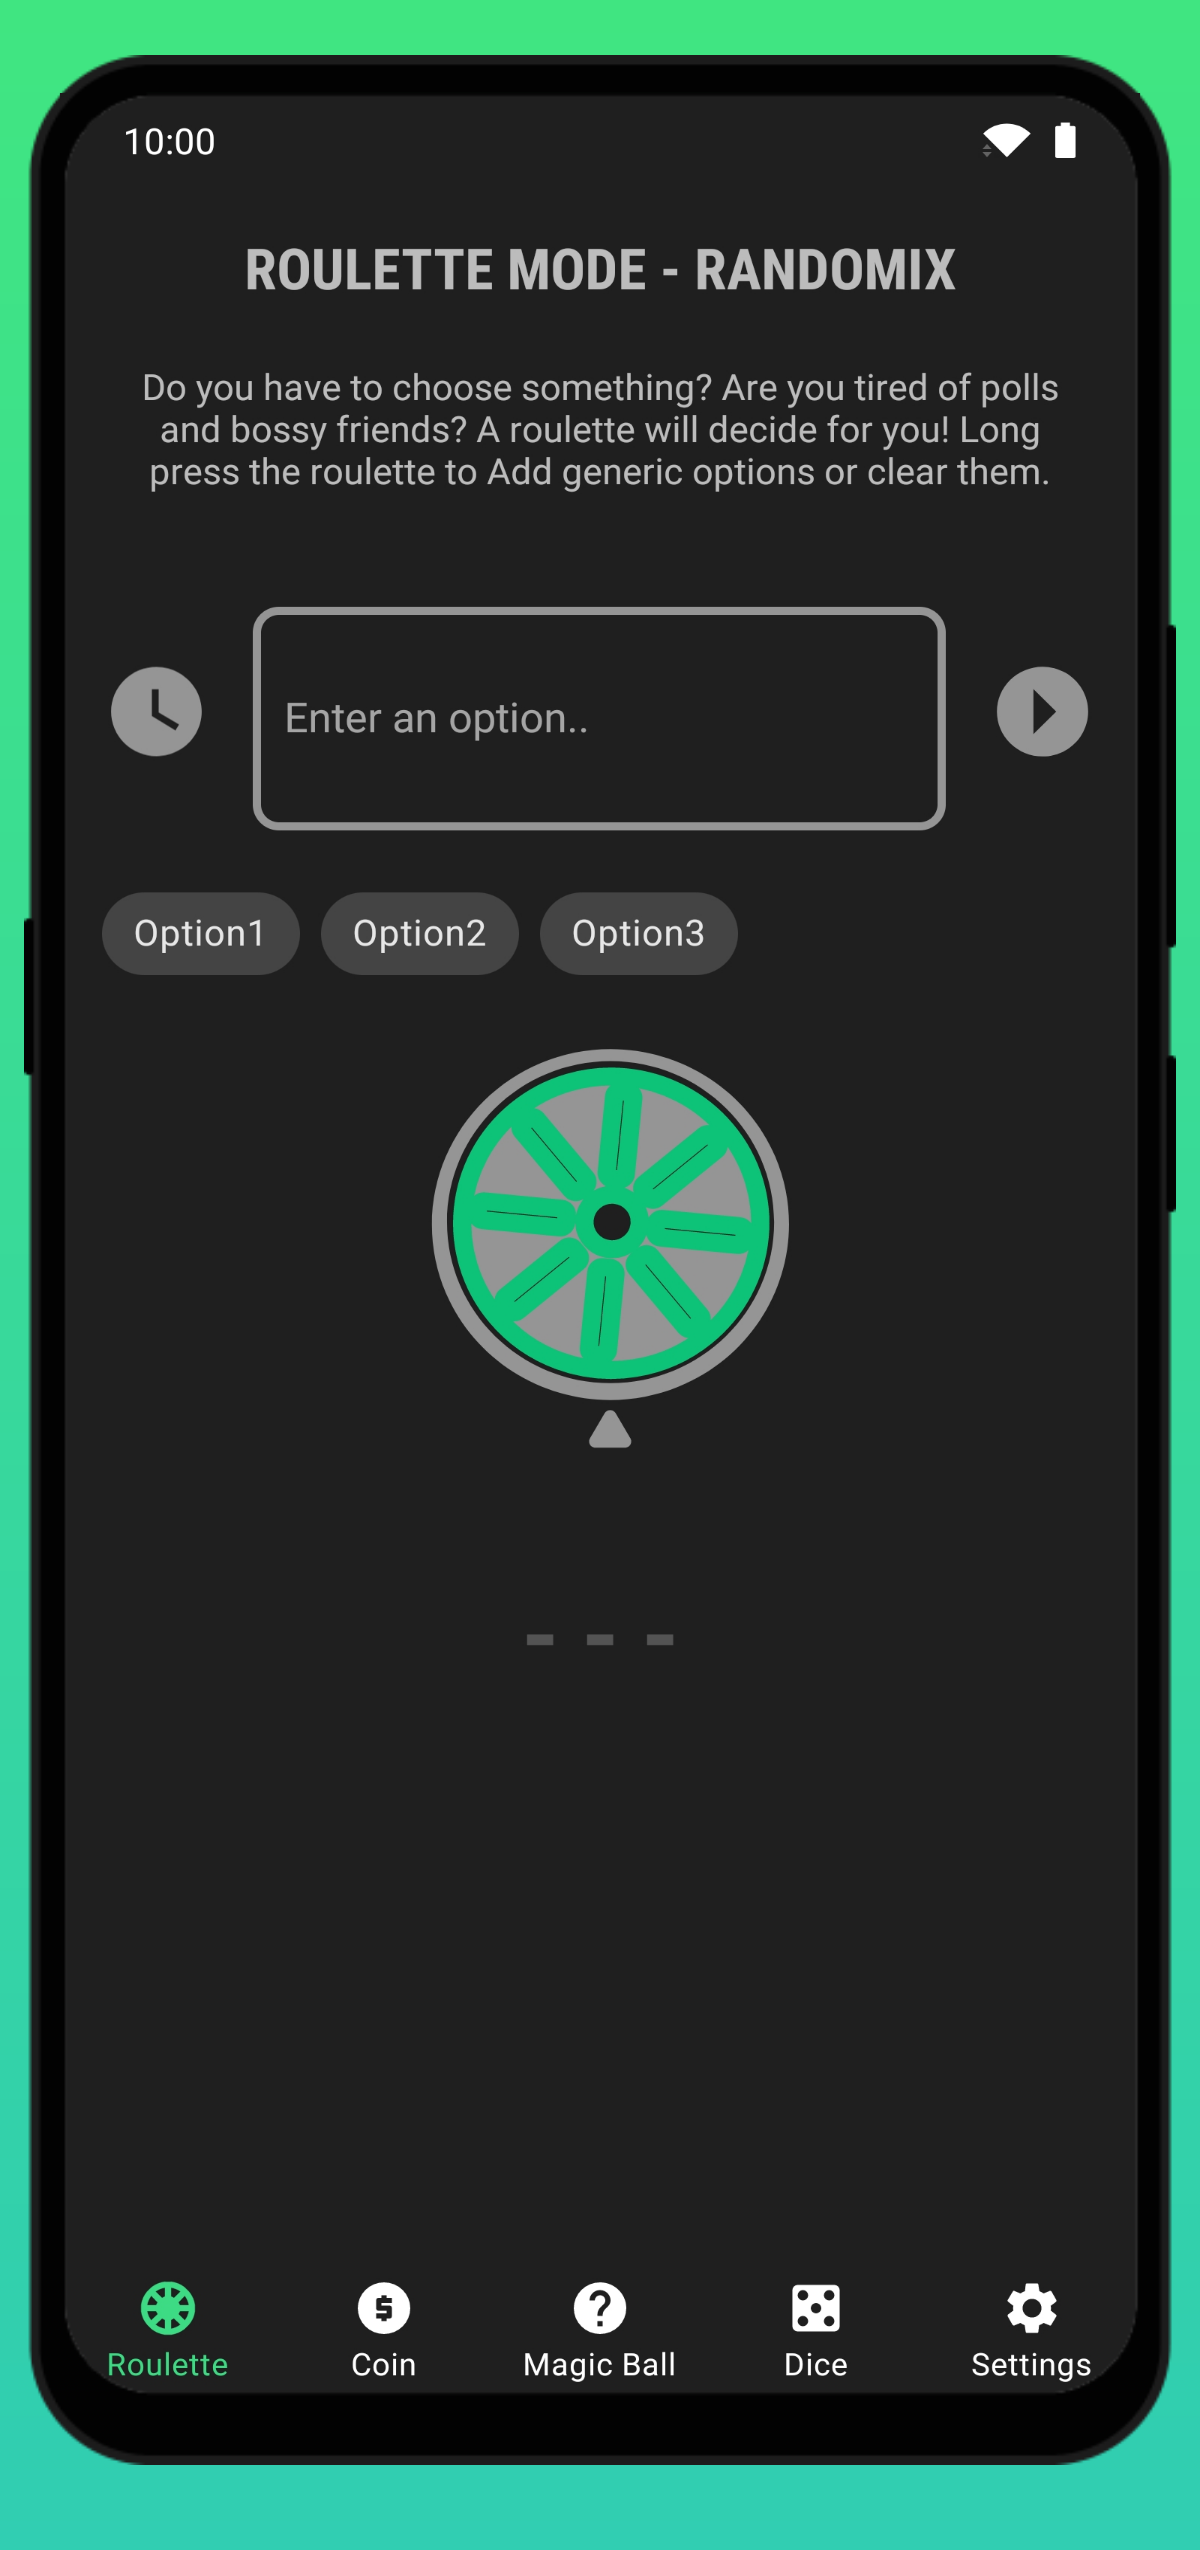 10:00
ROULETTE MODE - RANDOMIX
Do you have to choose something? Are you tired of polls
and bossy friends? A roulette will decide for you! Long
press the roulette to Add generic options or clear them.
Enter an option..
Option1 Option2 Option3
- - -
Roulette Coin Magic Ball Dice Settings